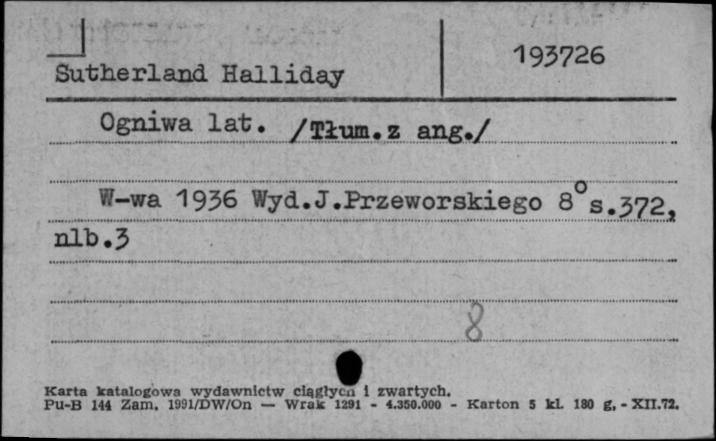 193726
Sutherland Halliday
Ogniwa lat. /Tłum.z ang./
W-wa 1936 Wyd.J.Przeworskiego 8° s.372,
nlb.3
8
Karta katalogowa wydawnictw ciągłych i zwartych.
Pu-B 144 Zam. 1991/DW/On — Wrak 1291 - 4.350.000 - Karton 5 kl. 180 g. - XII.72.